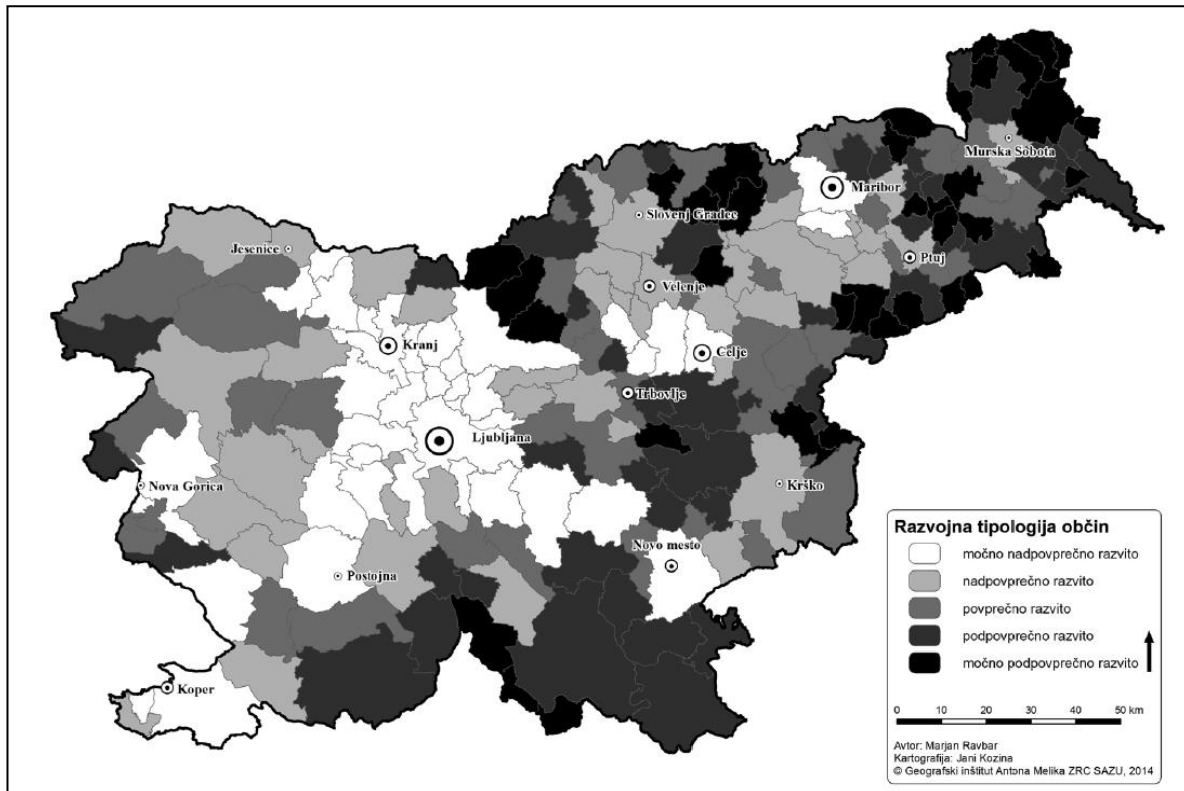 Murska Sobota
Maribor
Slovenj Gradec
Jesenice
Ptuj
Velenje
Kranj
Celje
Trbovlje
Ljubljana
Nova Gorica
Krško
Novo mesto
Postojna
Koper
Razvojna tipologija občin
močno nadpovprečno razvito
nadpovprečno razvito
povprečno razvito
podpovprečno razvito
močno podpovprečno razvito
0 10 20 30 40 50 km
Avtor: Marjan Ravbar
Kartografija: Jani Kozina
© Geografski inštitut Antona Melika ZRC SAZU, 2014